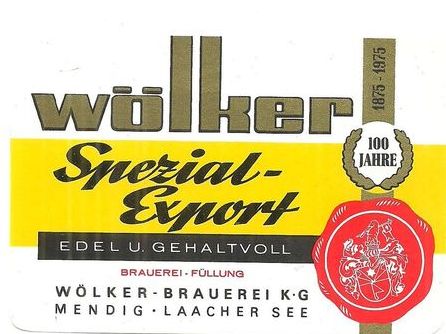 wölker
1875-1975
100
JAHRE
Spezial-
Export
EDEL U. GEHALTVOLL
BRAUEREI-FÜLLUNG
WÖLKER-BRAUEREI K·G
MENDIG·LAACHER SEE